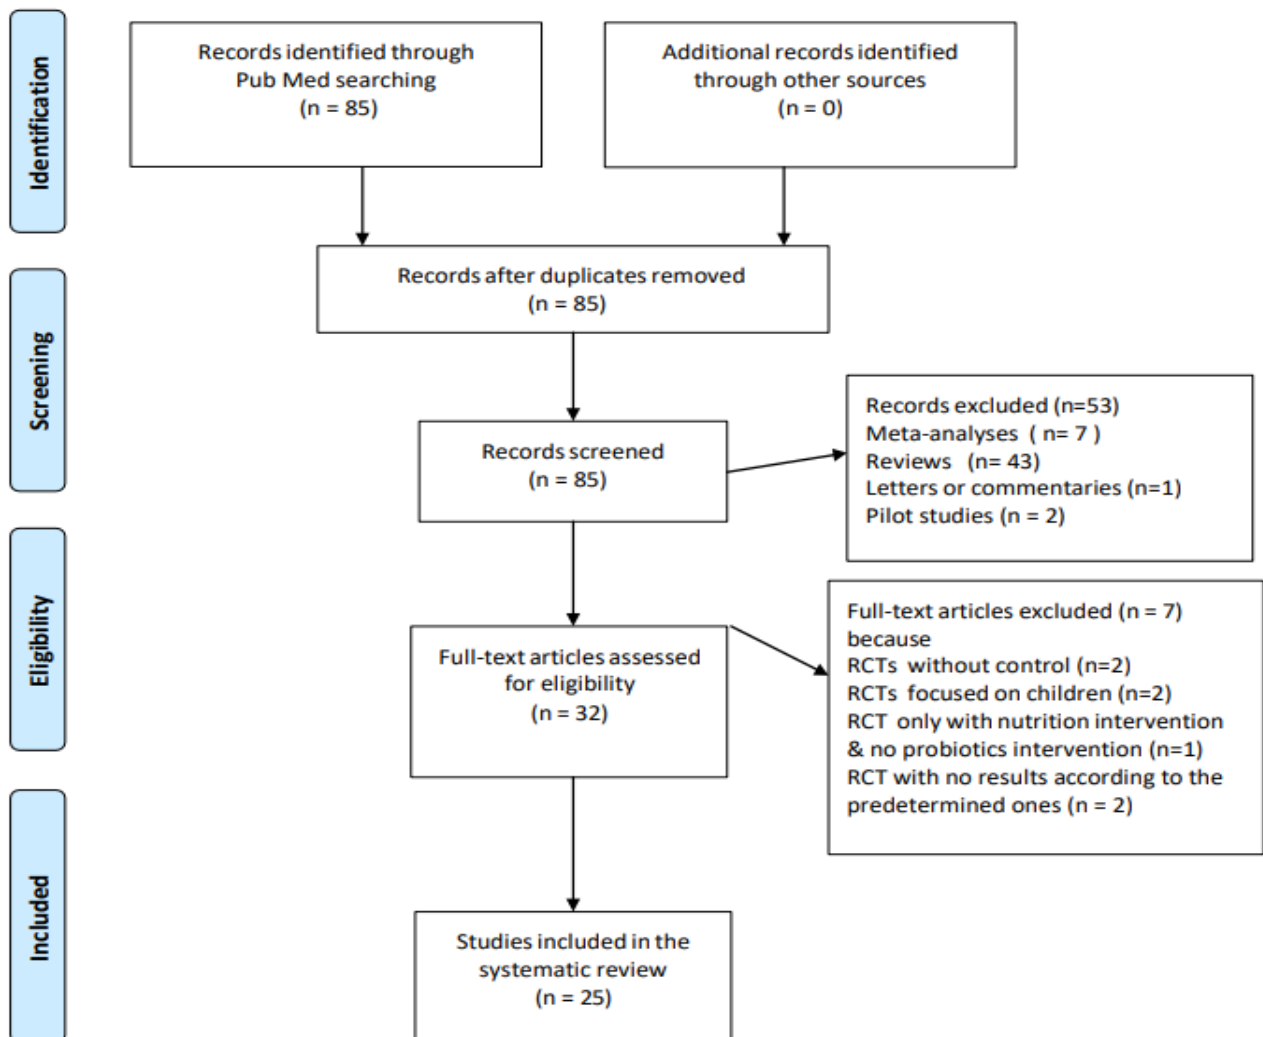 Identification
Records identified through
Pub Med searching
(n = 85)
Additional records identified
through other sources
(n = 0)
Records after duplicates removed
(n = 85)
Screening
Records screened
(n = 85)
Records excluded (n=53)
Meta-analyses  ( n= 7 )
Reviews   (n= 43)
Letters or commentaries (n=1)
Pilot studies (n = 2)
Eligibility
Full-text articles assessed
for eligibility
(n = 32)
Full-text articles excluded (n = 7)
because
RCTs  without control (n=2)
RCTs  focused on children (n=2)
RCT  only with nutrition intervention
& no probiotics intervention (n=1)
RCT with no results according to the
predetermined ones (n = 2)
Included
Studies included in the
systematic review
(n = 25)